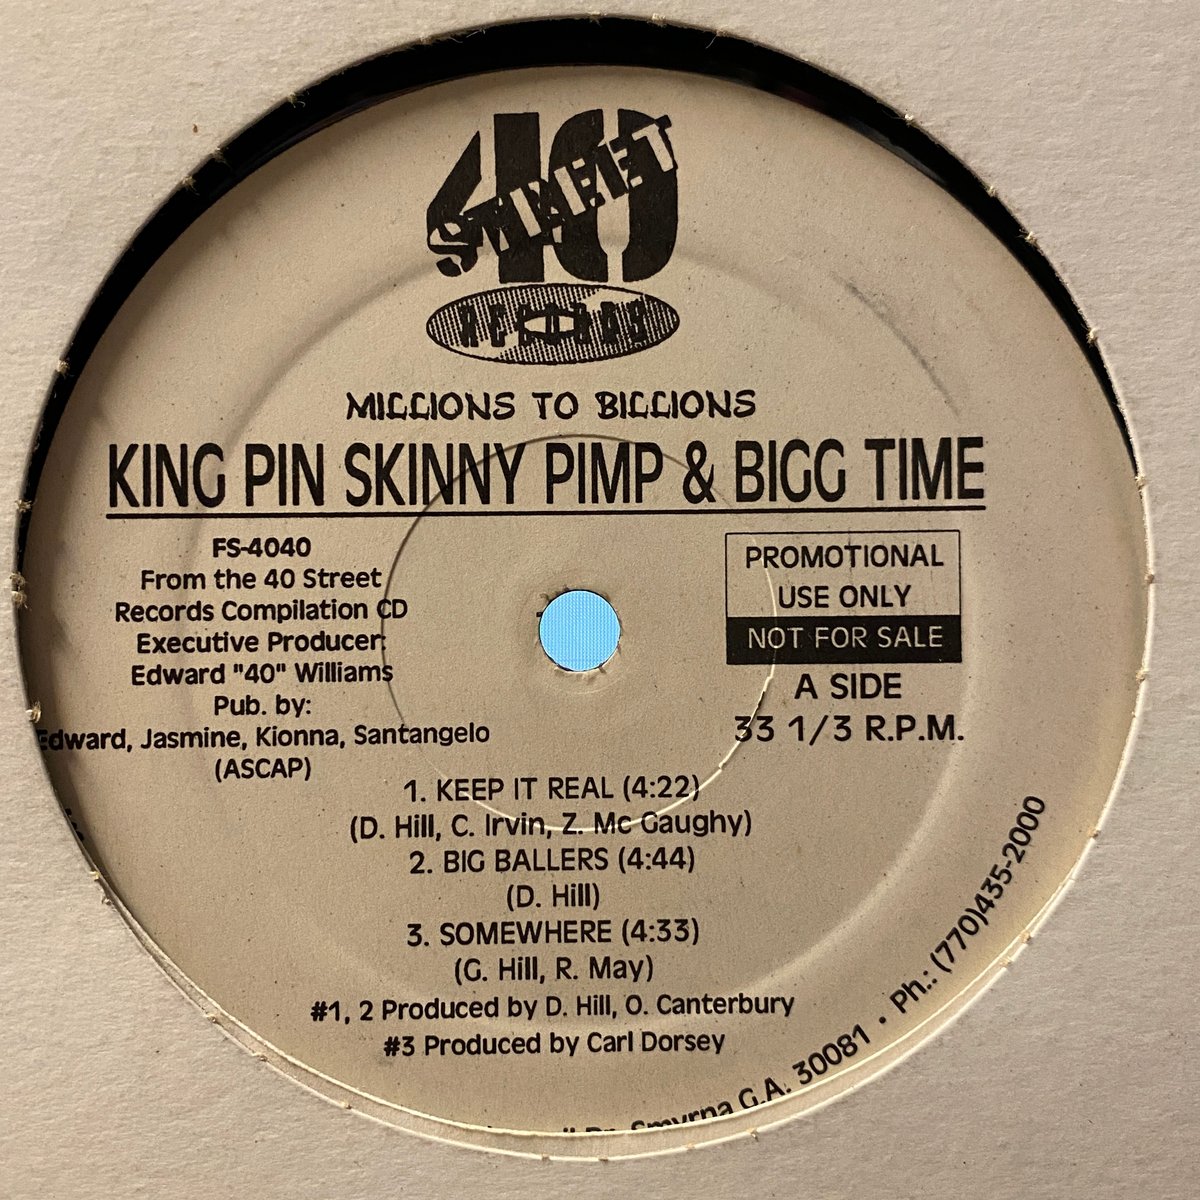 40
STREET
RECORDS
MILLIONS TO BILLIONS
KING PIN SKINNY PIMP & BIGG TIME
FS-4040
From the 40 Street
Records Compilation CD
Executive Producer:
Edward "40" Williams
Pub. by:
Edward, Jasmine, Kionna, Santangelo
(ASCAP)
PROMOTIONAL
USE ONLY
NOT FOR SALE
A SIDE
33 1/3 R.P.M.
1. KEEP IT REAL (4:22)
(D. Hill, C. Irvin, Z. Mc Gaughy)
2. BIG BALLERS (4:44)
(D. Hill)
3. SOMEWHERE (4:33)
(G. Hill, R. May)
#1, 2 Produced by D. Hill, O. Canterbury
#3 Produced by Carl Dorsey
Dr. Smyrna G.A. 30081 • Ph.: (770)435-2000